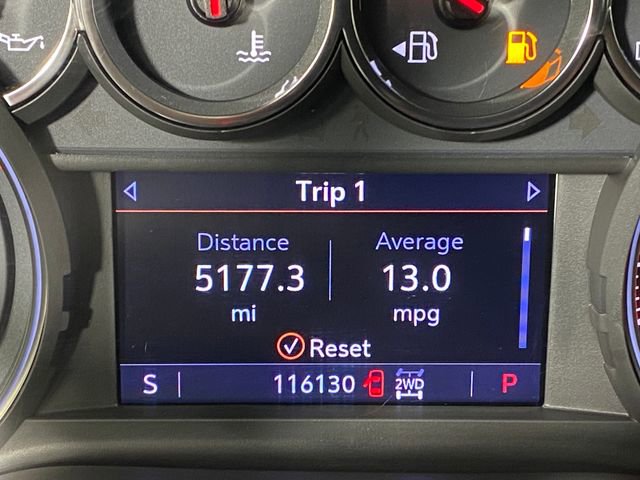 Trip 1
Distance Average
5177.3 13.0
mi mpg
Reset
S 116130 2WD P